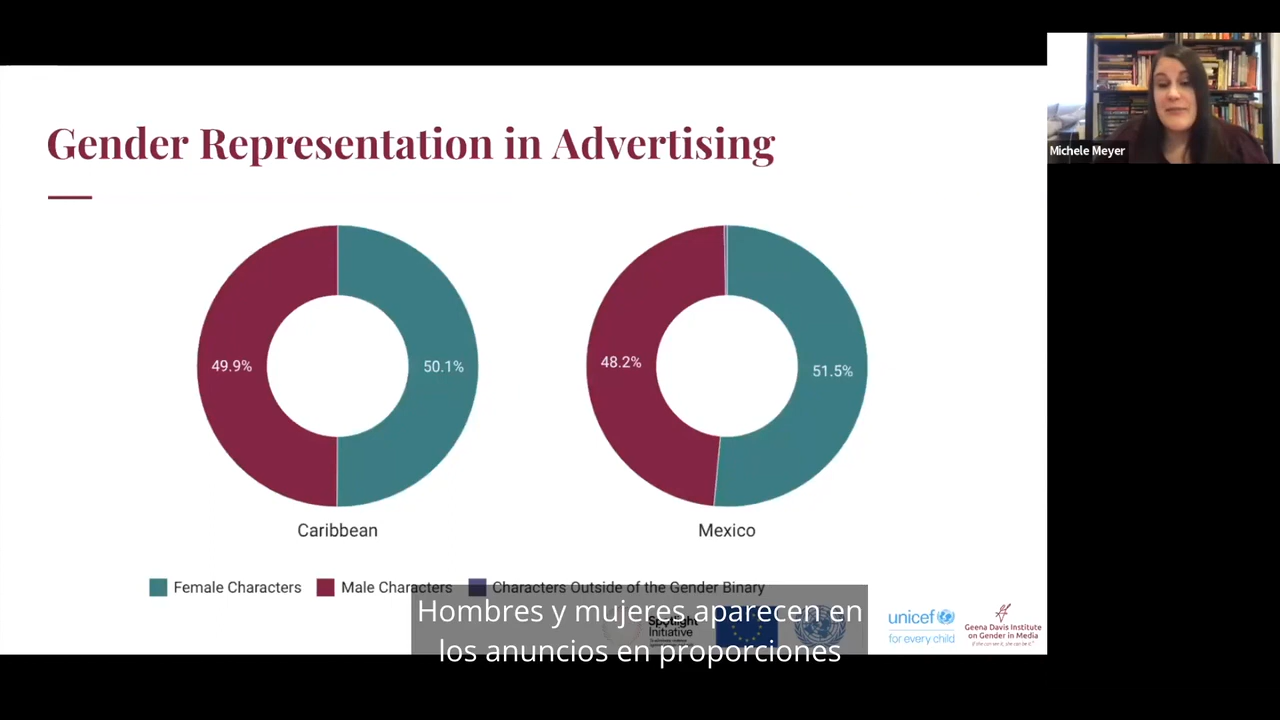 Gender Representation in Advertising
Michele Meyer
49.9%
50.1%
48.2%
51.5%
Caribbean
Mexico
Female Characters
Male Characters
Characters Outside of the Gender Binary
Hombres y mujeres aparecen en
los anuncios en proporciones
Spotlight
Initiative
unicef
for every child
Geena Davis Institute
on Gender in Media